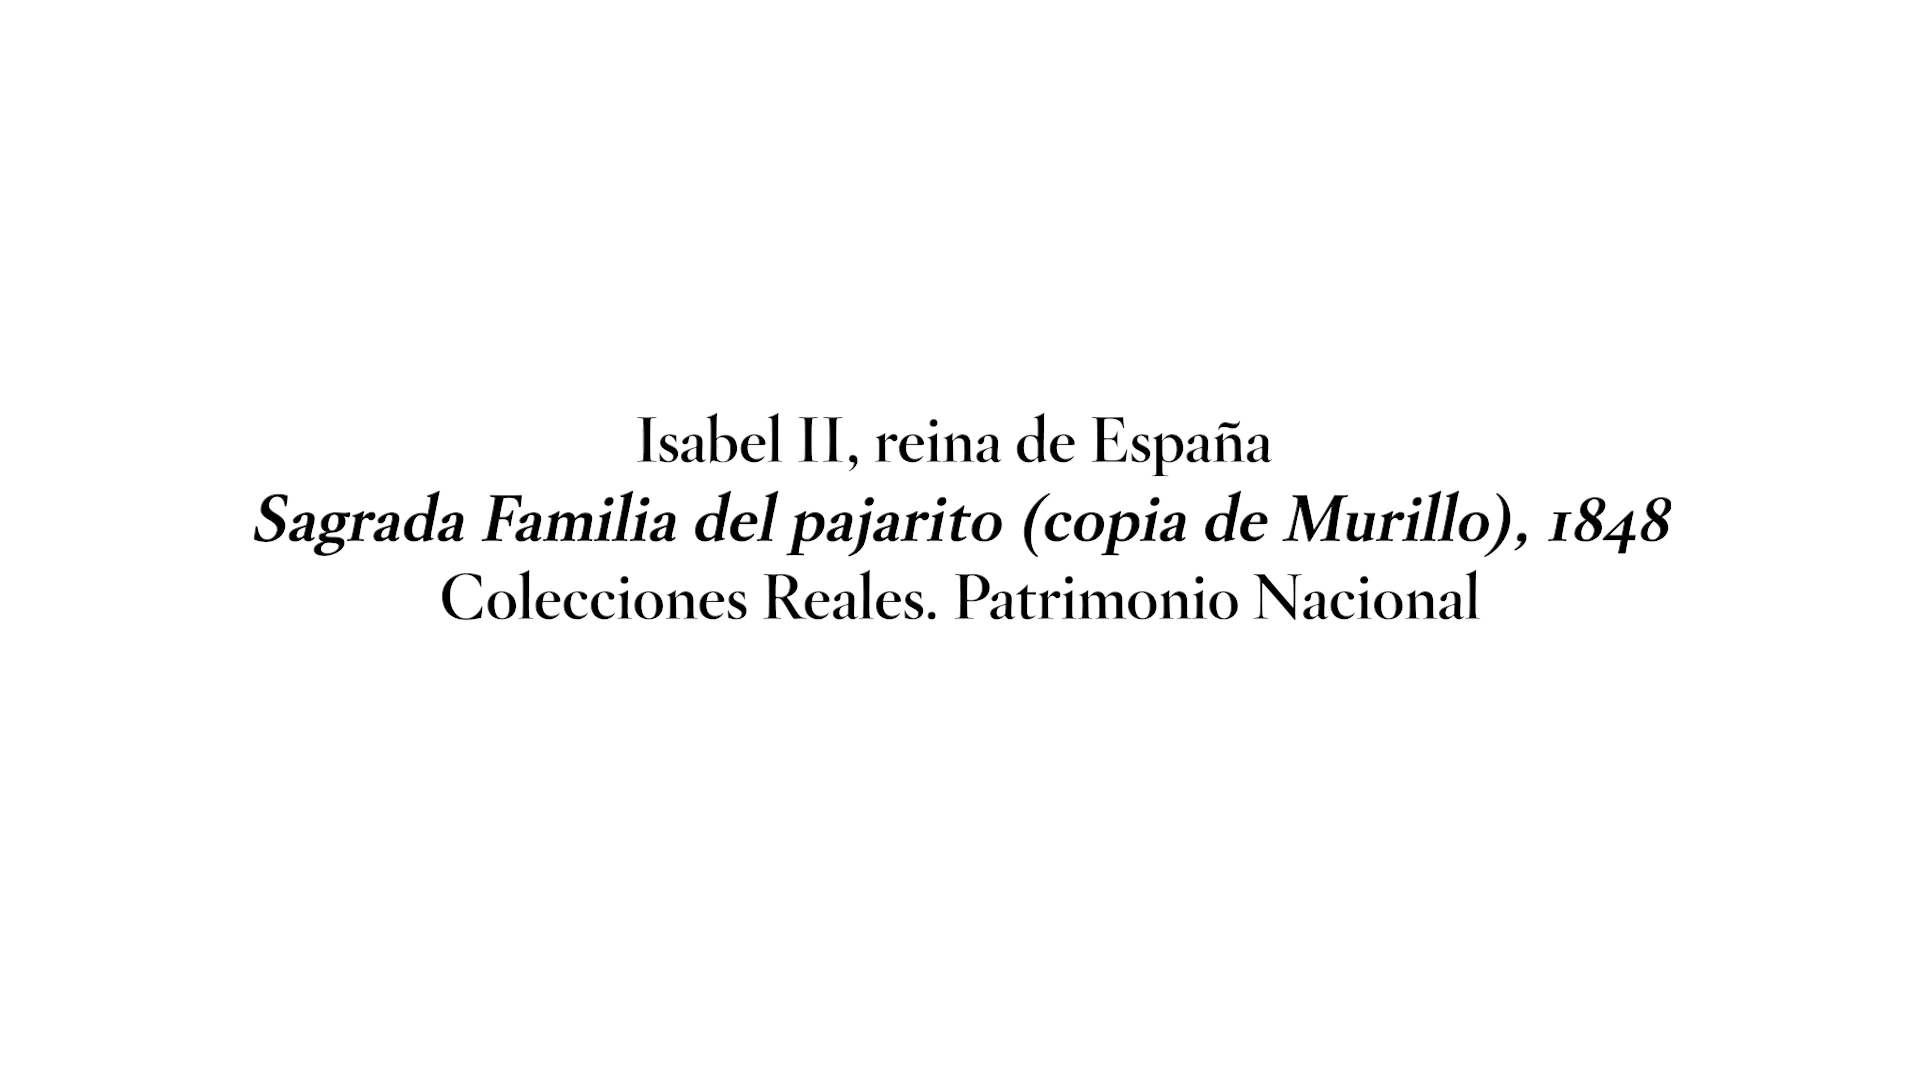 Isabel II, reina de España
Sagrada Familia del pajarito (copia de Murillo), 1848
Colecciones Reales. Patrimonio Nacional